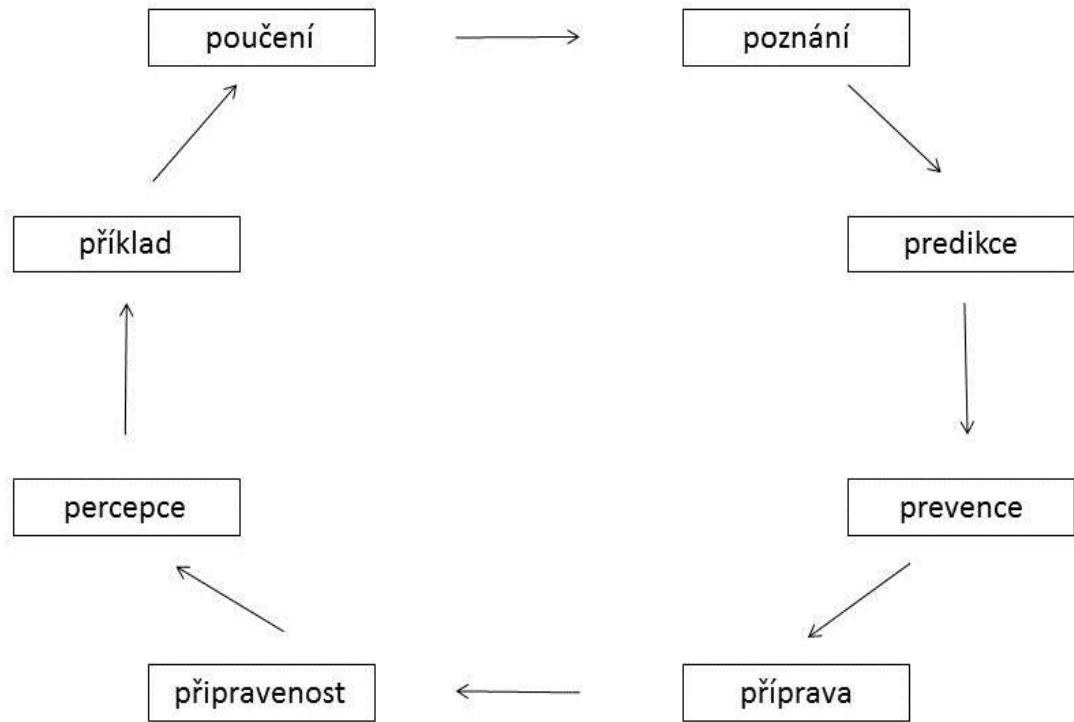 poučení
poznání
příklad
predikce
percepce
prevence
připravenost
příprava